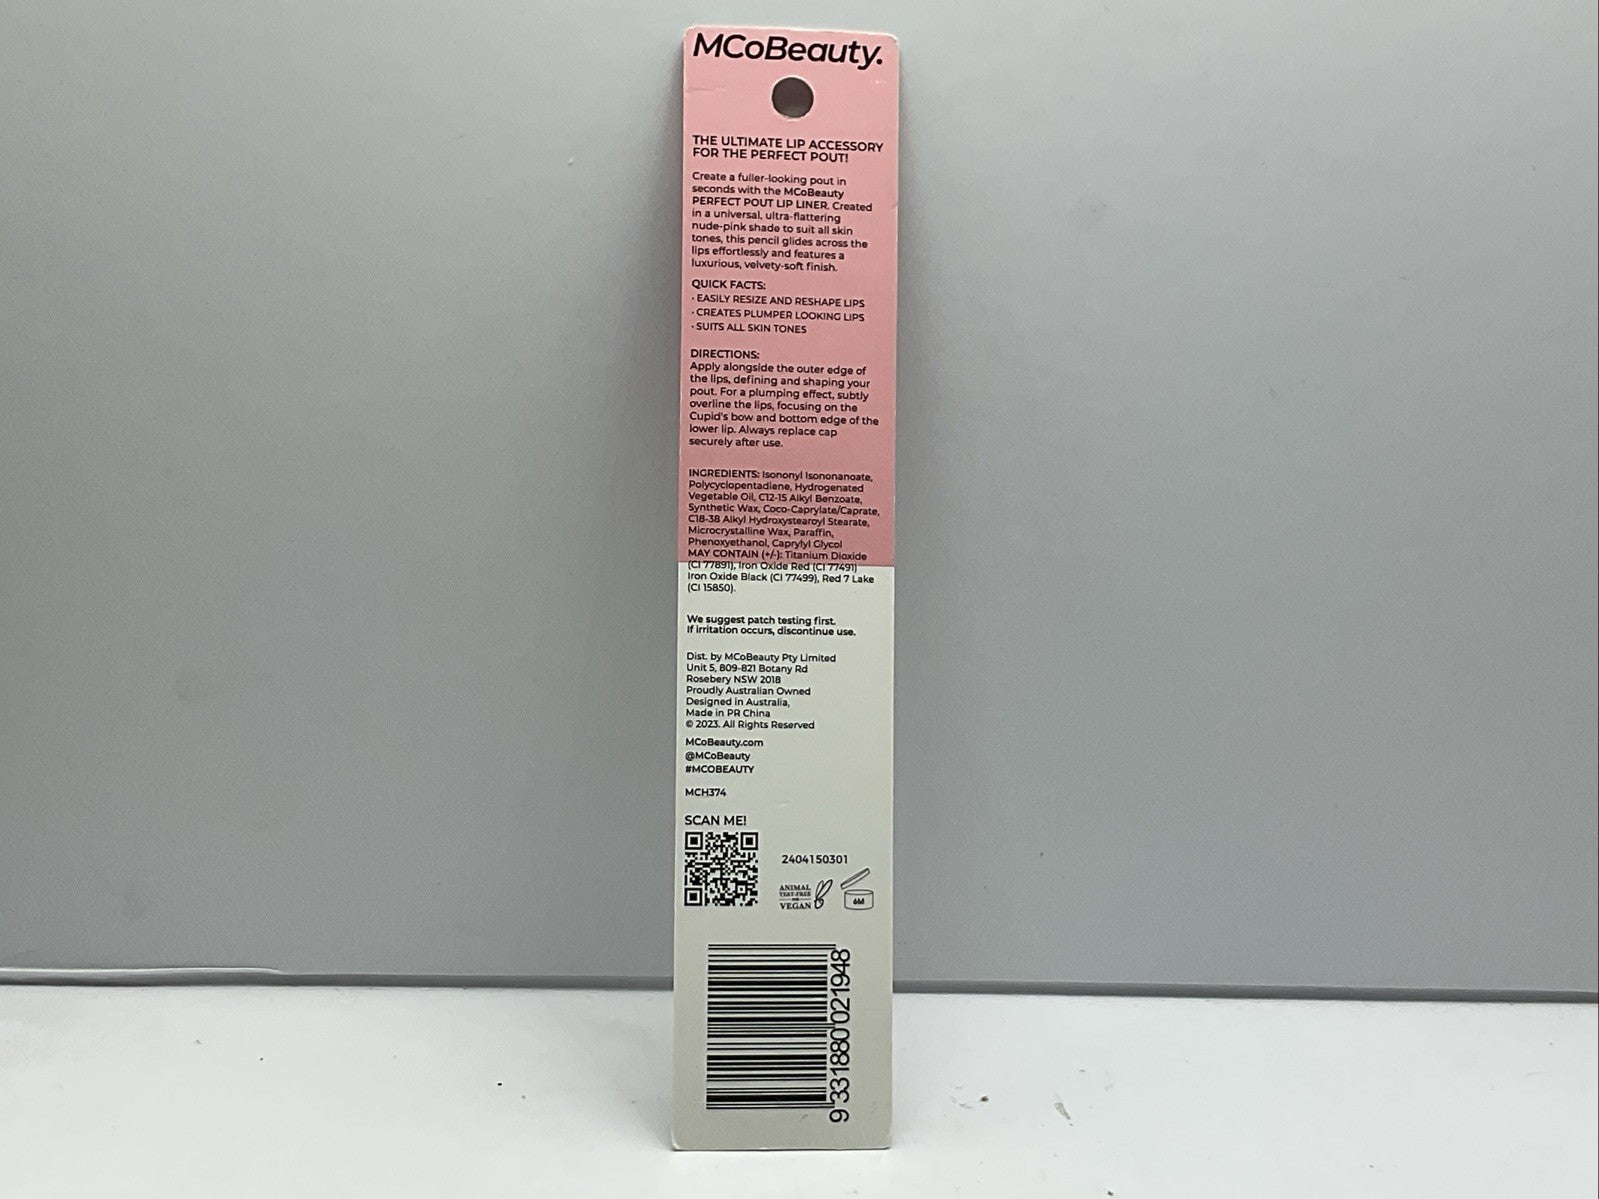 MCoBeauty.
THE ULTIMATE LIP ACCESSORY
FOR THE PERFECT POUT!
Create a fuller-looking pout in
seconds with the MCoBeauty
PERFECT POUT LIP LINER. Created
in a universal, ultra-flattering
nude-pink shade to suit all skin
tones, this pencil glides across the
lips effortlessly and features a
luxurious, velvety-soft finish.
QUICK FACTS:
• EASILY RESIZE AND RESHAPE LIPS
• CREATES PLUMPER LOOKING LIPS
• SUITS ALL SKIN TONES
DIRECTIONS:
Apply alongside the outer edge of
the lips, defining and shaping your
pout. For a plumping effect, subtly
overline the lips, focusing on the
Cupid's bow and bottom edge of the
lower lip. Always replace cap
securely after use.
INGREDIENTS: Isononyl Isononanoate,
Polycyclopentadiene, Hydrogenated
Vegetable Oil, C12-15 Alkyl Benzoate,
Synthetic Wax, Coco-Caprylate/Caprate,
C18-38 Alkyl Hydroxystearoyl Stearate,
Microcrystalline Wax, Paraffin,
Phenoxyethanol, Caprylyl Glycol
MAY CONTAIN (+/-): Titanium Dioxide
(CI 77891), Iron Oxide Red (CI 77491)
Iron Oxide Black (CI 77499), Red 7 Lake
(CI 15850).
We suggest patch testing first.
If irritation occurs, discontinue use.
Dist. by MCoBeauty Pty Limited
Unit 5, 809-821 Botany Rd
Rosebery NSW 2018
Proudly Australian Owned
Designed in Australia,
Made in PR China
© 2023. All Rights Reserved
MCoBeauty.com
@MCoBeauty
#MCOBEAUTY
MCH374
SCAN ME!
2404150301
ANIMAL
TEST-FREE
VEGAN
6M
9 331880 021948